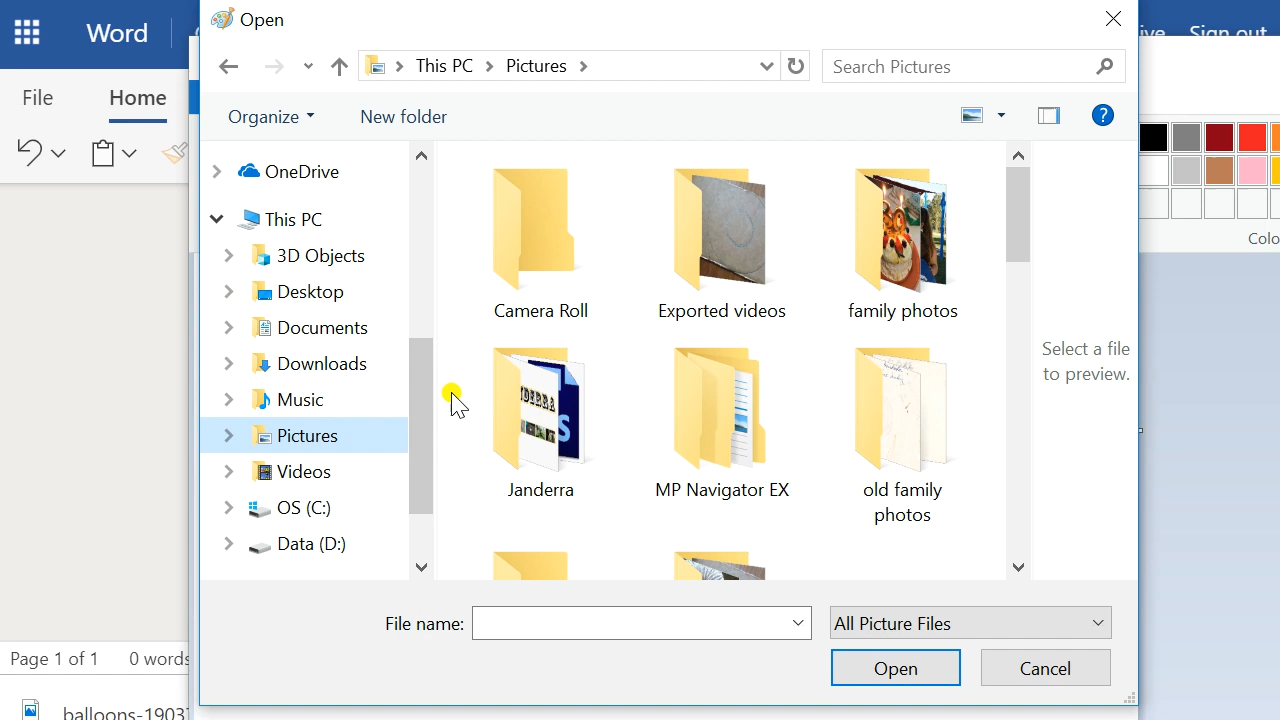 Word
Open
Sign out
File
Home
This PC
Pictures
Search Pictures
Organize
New folder
OneDrive
This PC
3D Objects
Desktop
Documents
Downloads
Music
Pictures
Videos
OS (C:)
Data (D:)
Camera Roll
Exported videos
family photos
Janderra
MP Navigator EX
old family
photos
Select a file
to preview.
Colo
File name:
All Picture Files
Open
Cancel
Page 1 of 1
0 words
balloons-1903